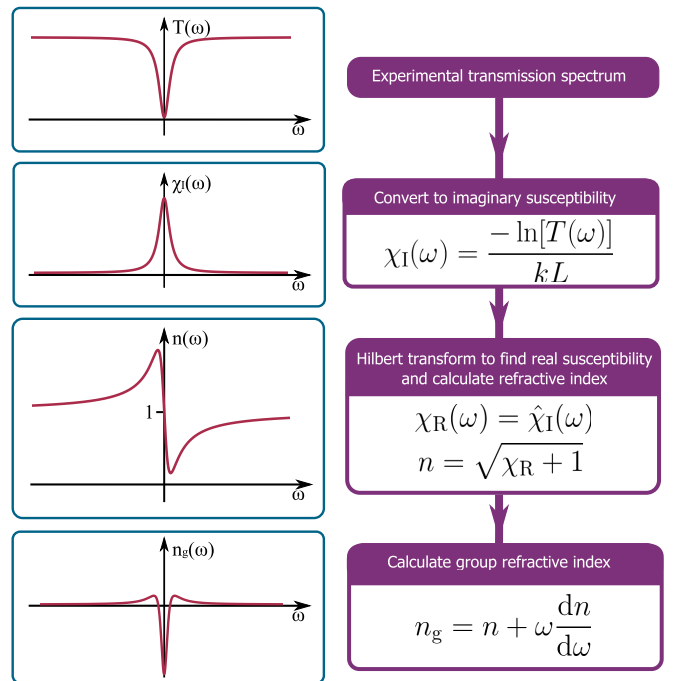 T(ω)
ω
Experimental transmission spectrum
χI(ω)
ω
Convert to imaginary susceptibility
χI(ω) = −ln[T(ω)] / kL
n(ω)
1
ω
Hilbert transform to find real susceptibility
and calculate refractive index
χR(ω) = χ̂I(ω)
n = √(χR + 1)
ng(ω)
ω
Calculate group refractive index
ng = n + ω dn/dω